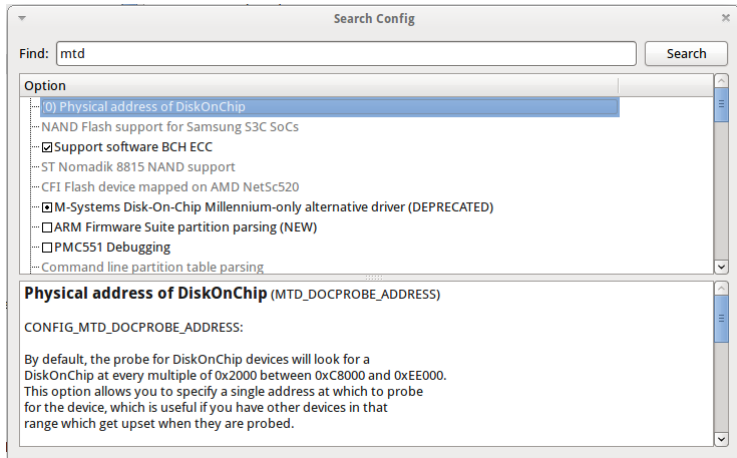 Search Config
Find: mtd Search
Option
'0) Physical address of DiskOnChip
NAND Flash support for Samsung S3C SoCs
Support software BCH ECC
ST Nomadik 8815 NAND support
CFI Flash device mapped on AMD NetSc520
M-Systems Disk-On-Chip Millennium-only alternative driver (DEPRECATED)
ARM Firmware Suite partition parsing (NEW)
PMC551 Debugging
Command line partition table parsing
Physical address of DiskOnChip (MTD_DOCPROBE_ADDRESS)
CONFIG_MTD_DOCPROBE_ADDRESS:
By default, the probe for DiskOnChip devices will look for a
DiskOnChip at every multiple of 0x2000 between 0xC8000 and 0xEE000.
This option allows you to specify a single address at which to probe
for the device, which is useful if you have other devices in that
range which get upset when they are probed.